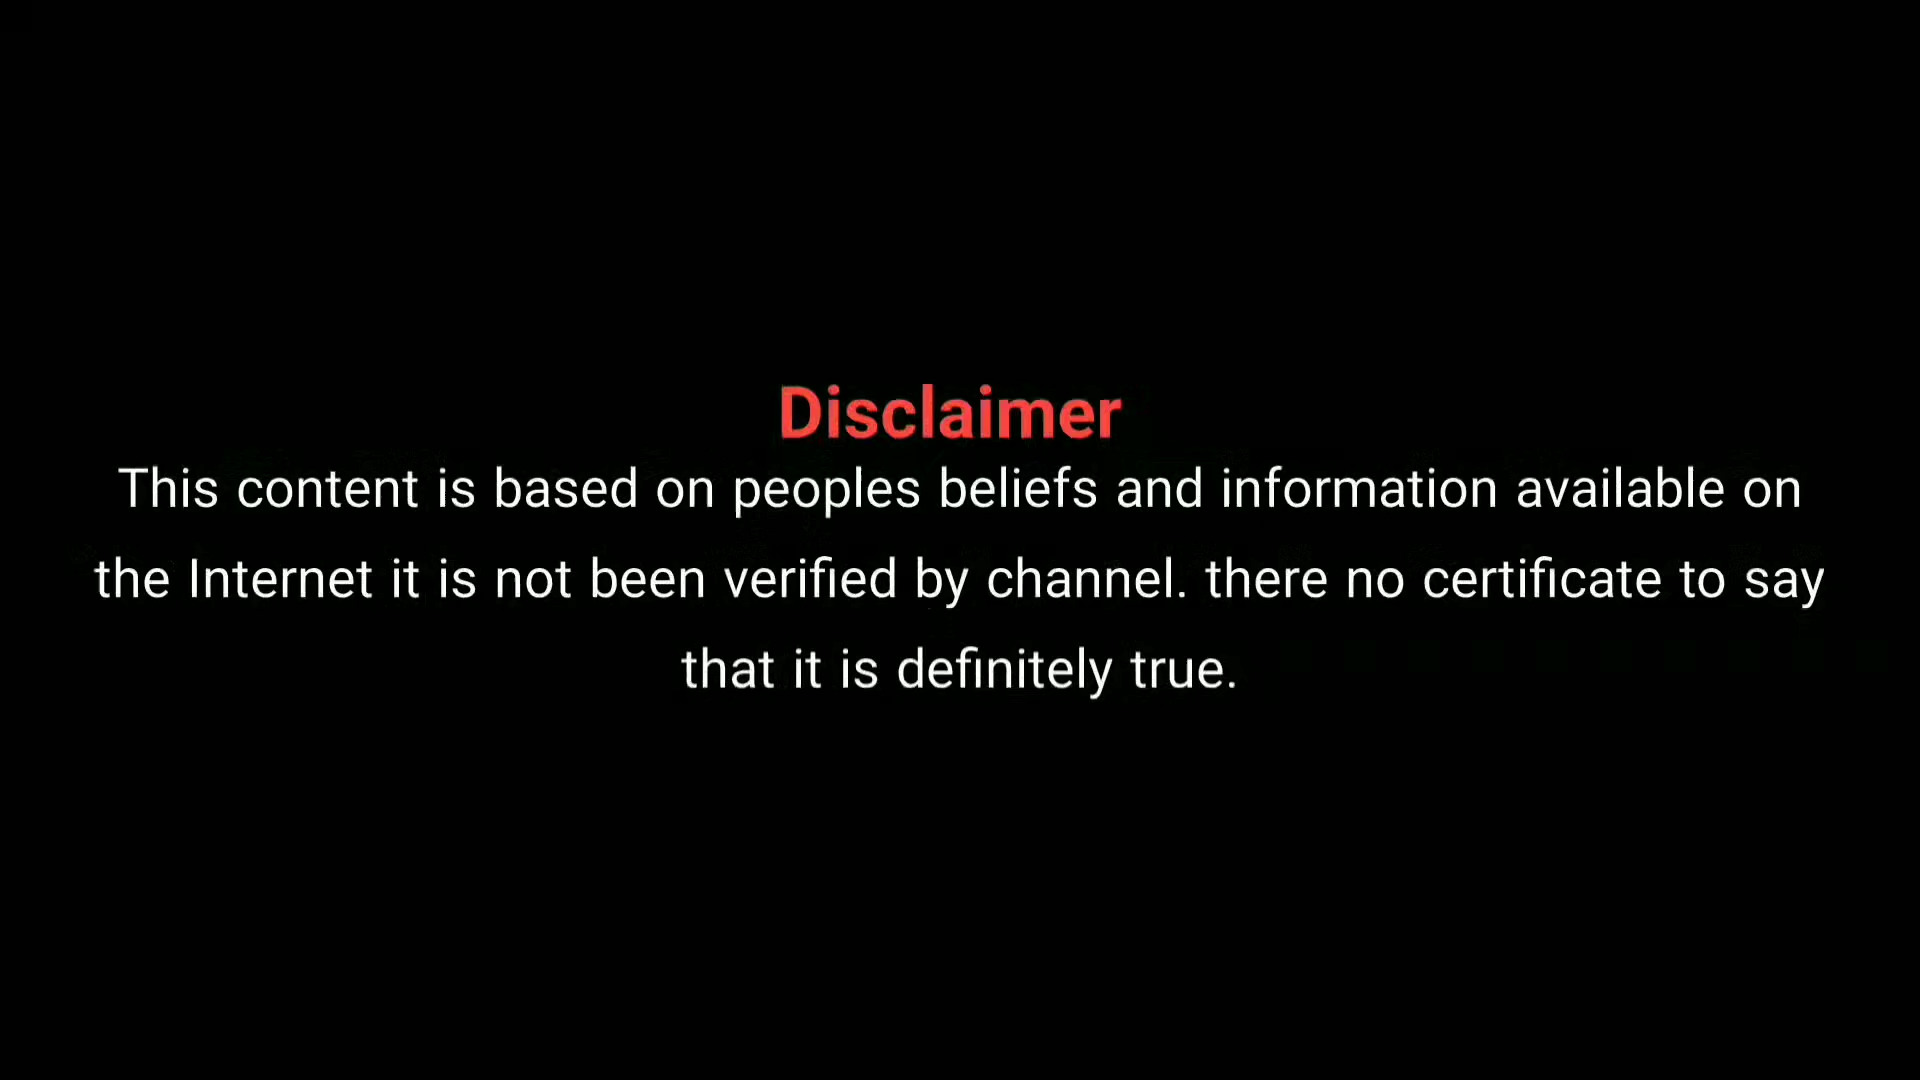 Disclaimer
This content is based on peoples beliefs and information available on
the Internet it is not been verified by channel. there no certificate to say
that it is definitely true.